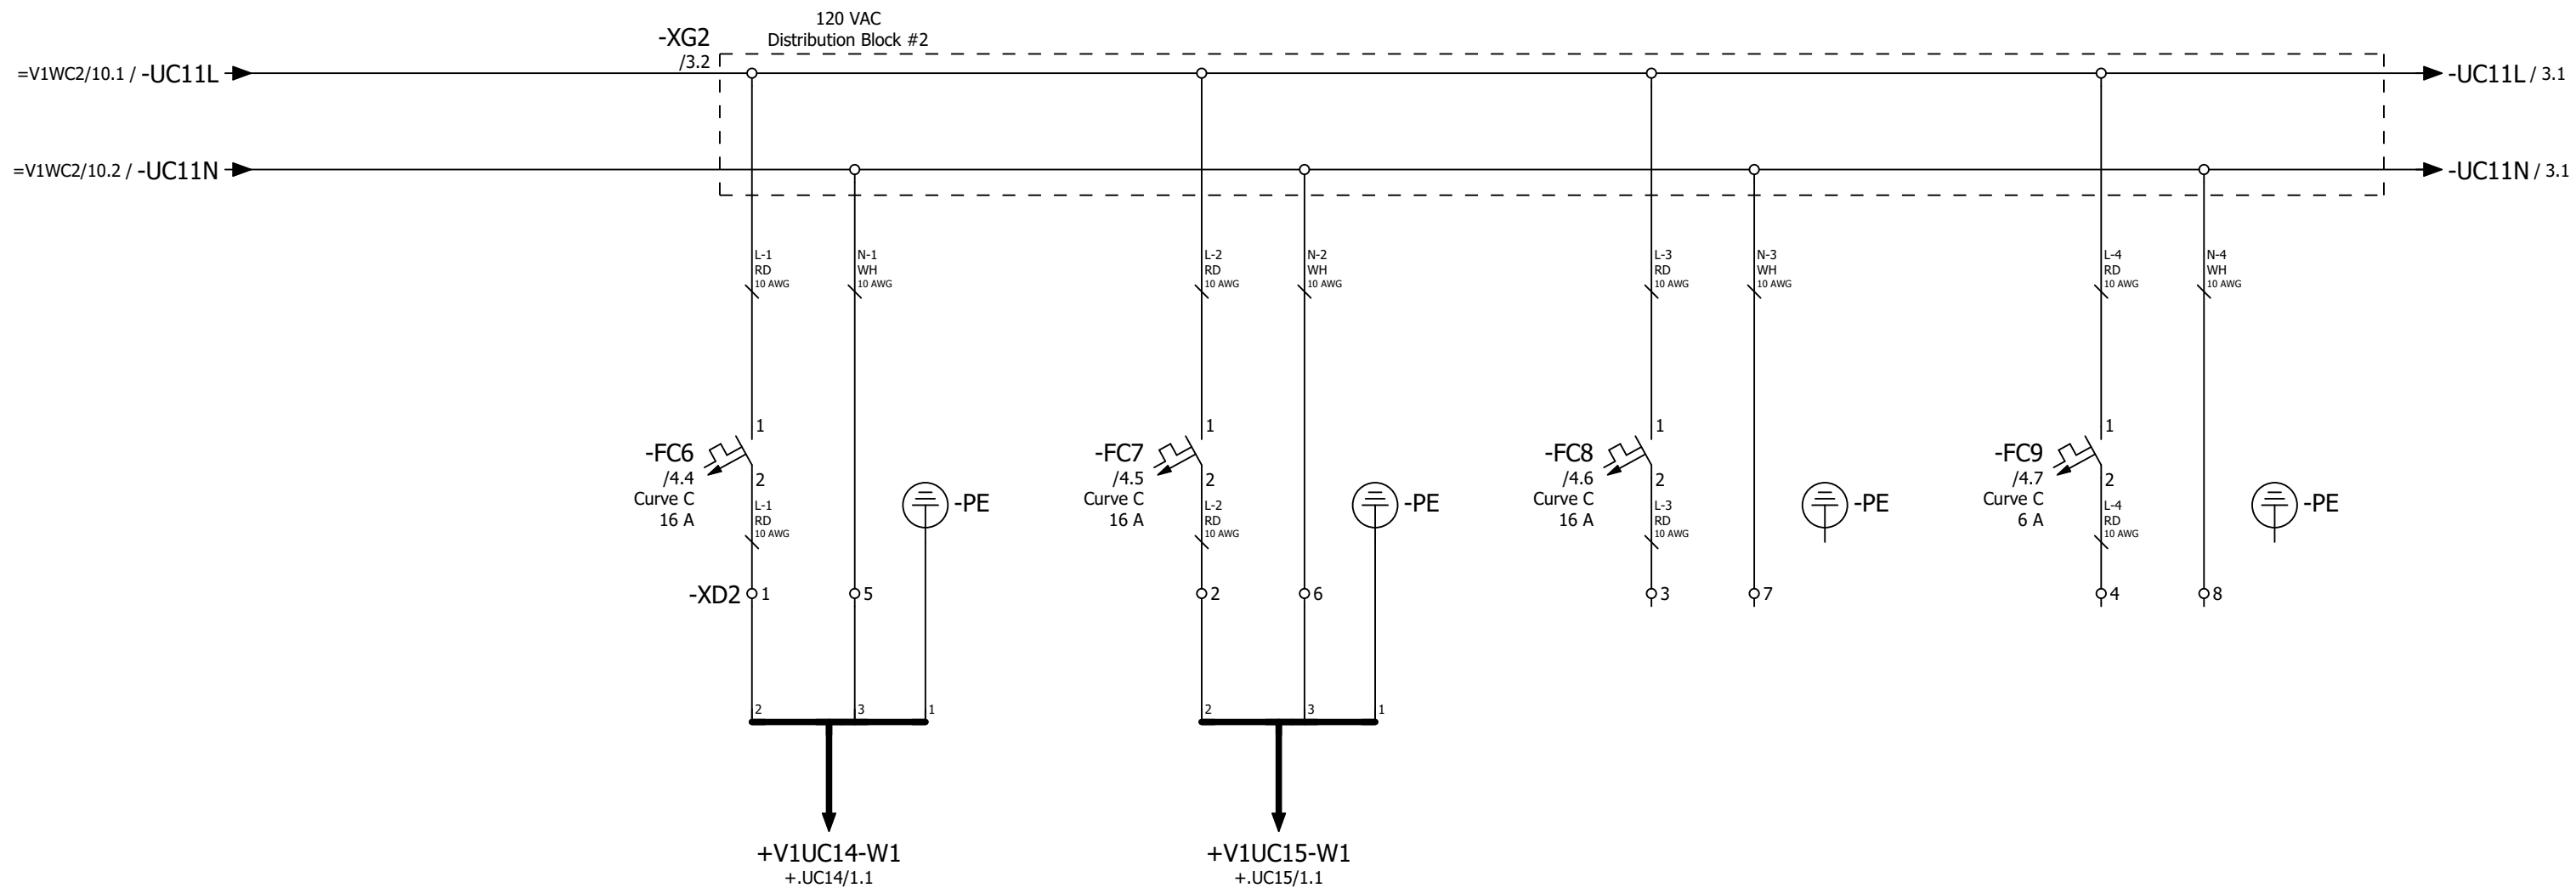 120 VAC
Distribution Block #2
-XG2
/3.2
=V1WC2/10.1 / -UC11L
-UC11L / 3.1
=V1WC2/10.2 / -UC11N
-UC11N / 3.1
L-1
RD
10 AWG
N-1
WH
10 AWG
L-2
RD
10 AWG
N-2
WH
10 AWG
L-3
RD
10 AWG
N-3
WH
10 AWG
L-4
RD
10 AWG
N-4
WH
10 AWG
-FC6
/4.4
Curve C
16 A
1
2
L-1
RD
10 AWG
-PE
-FC7
/4.5
Curve C
16 A
1
2
L-2
RD
10 AWG
-PE
-FC8
/4.6
Curve C
16 A
1
2
L-3
RD
10 AWG
-PE
-FC9
/4.7
Curve C
6 A
1
2
L-4
RD
10 AWG
-PE
-XD2
1
5
2
6
3
7
4
8
2
3
1
2
3
1
+V1UC14-W1
+.UC14/1.1
+V1UC15-W1
+.UC15/1.1